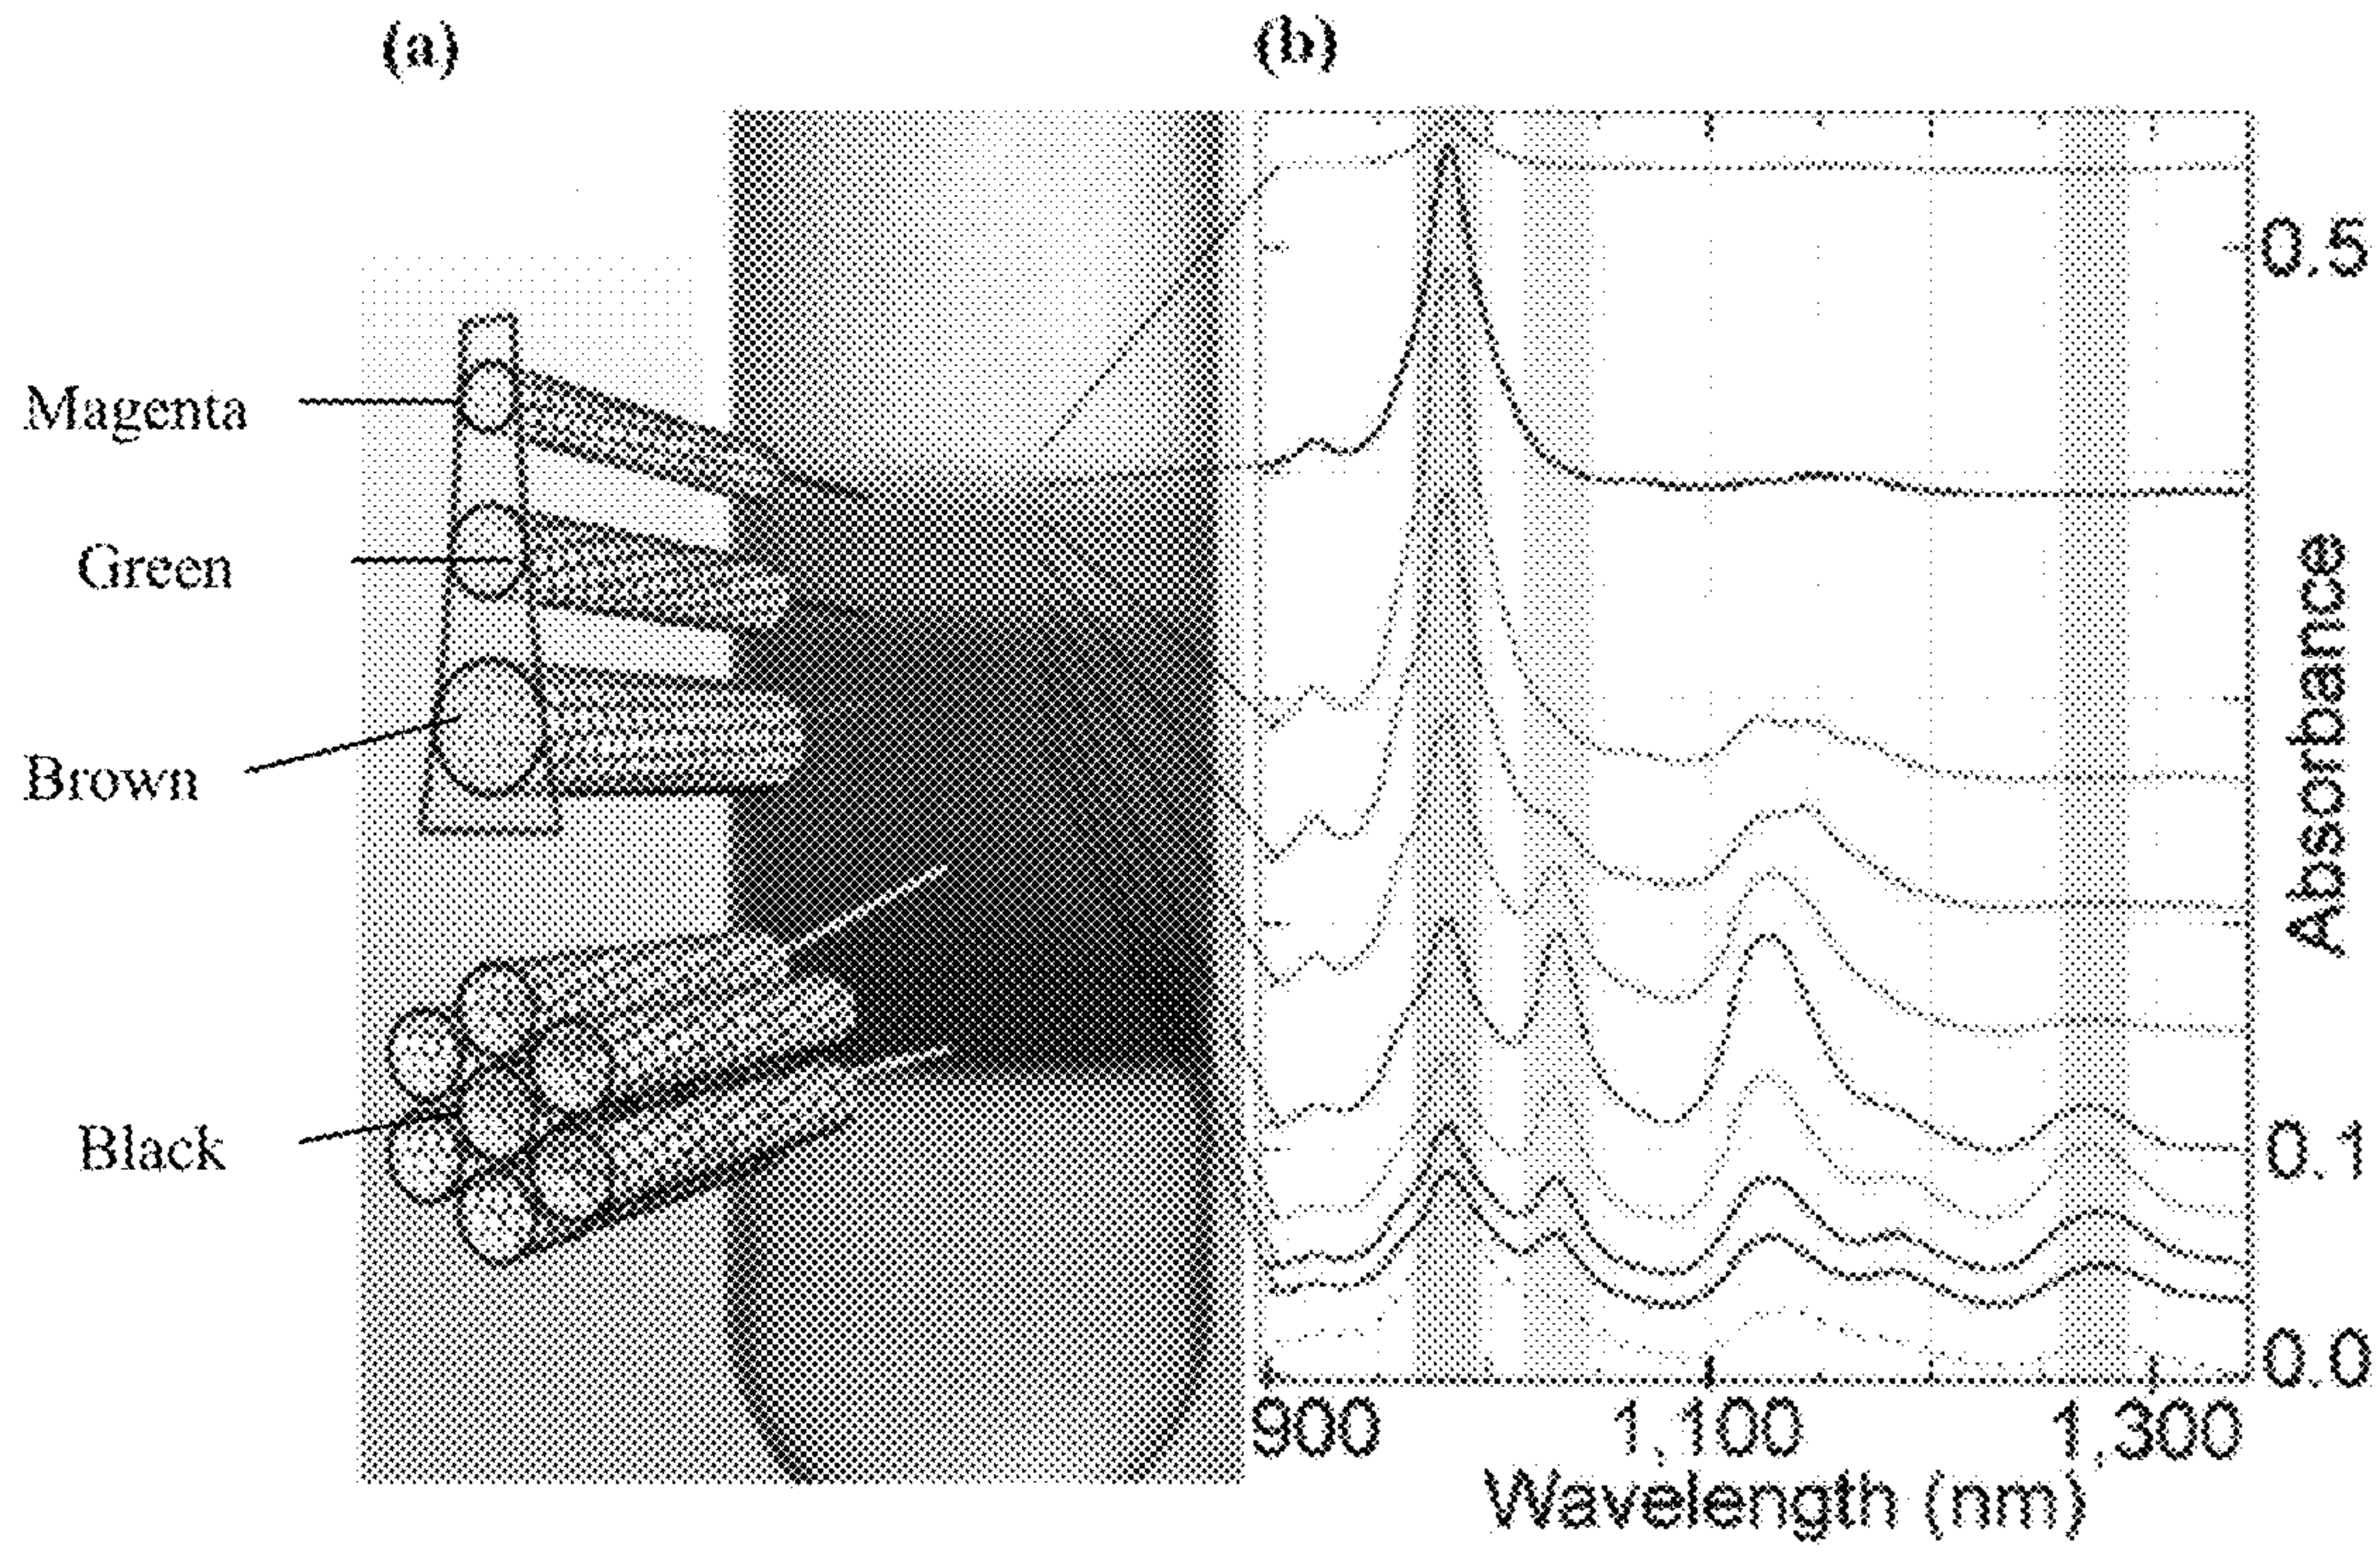 (a)
(b)
Magenta
Green
Brown
Black
0.5
0.1
0.0
Absorbance
900
1,100
1,300
Wavelength (nm)